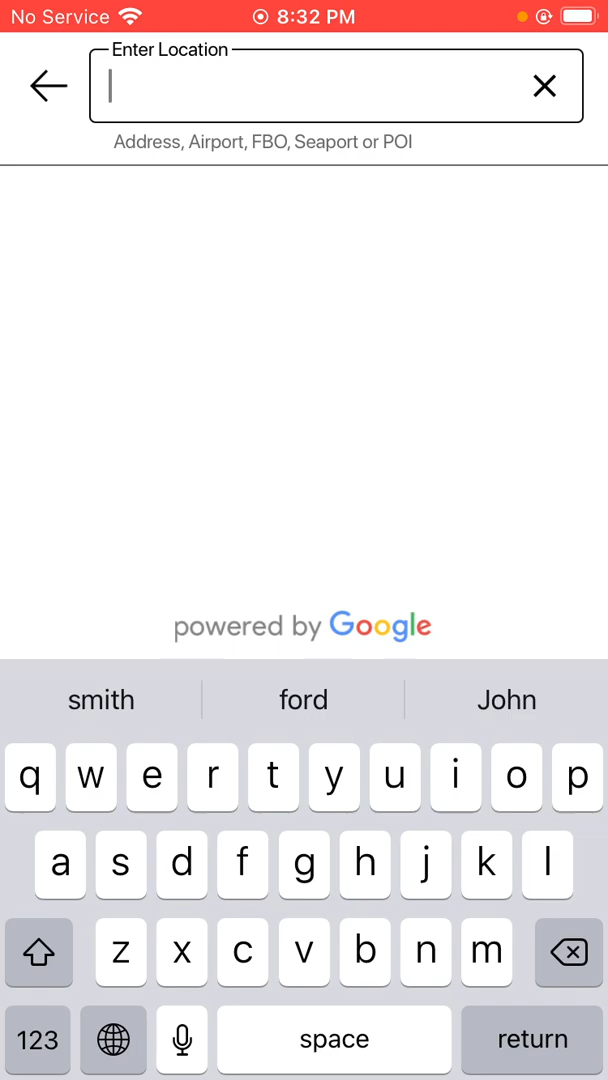 No Service 8:32 PM
Enter Location
Address, Airport, FBO, Seaport or POI
powered by Google
smith ford John
q w e r t y u i o p
a s d f g h j k l
z x c v b n m
123 space return